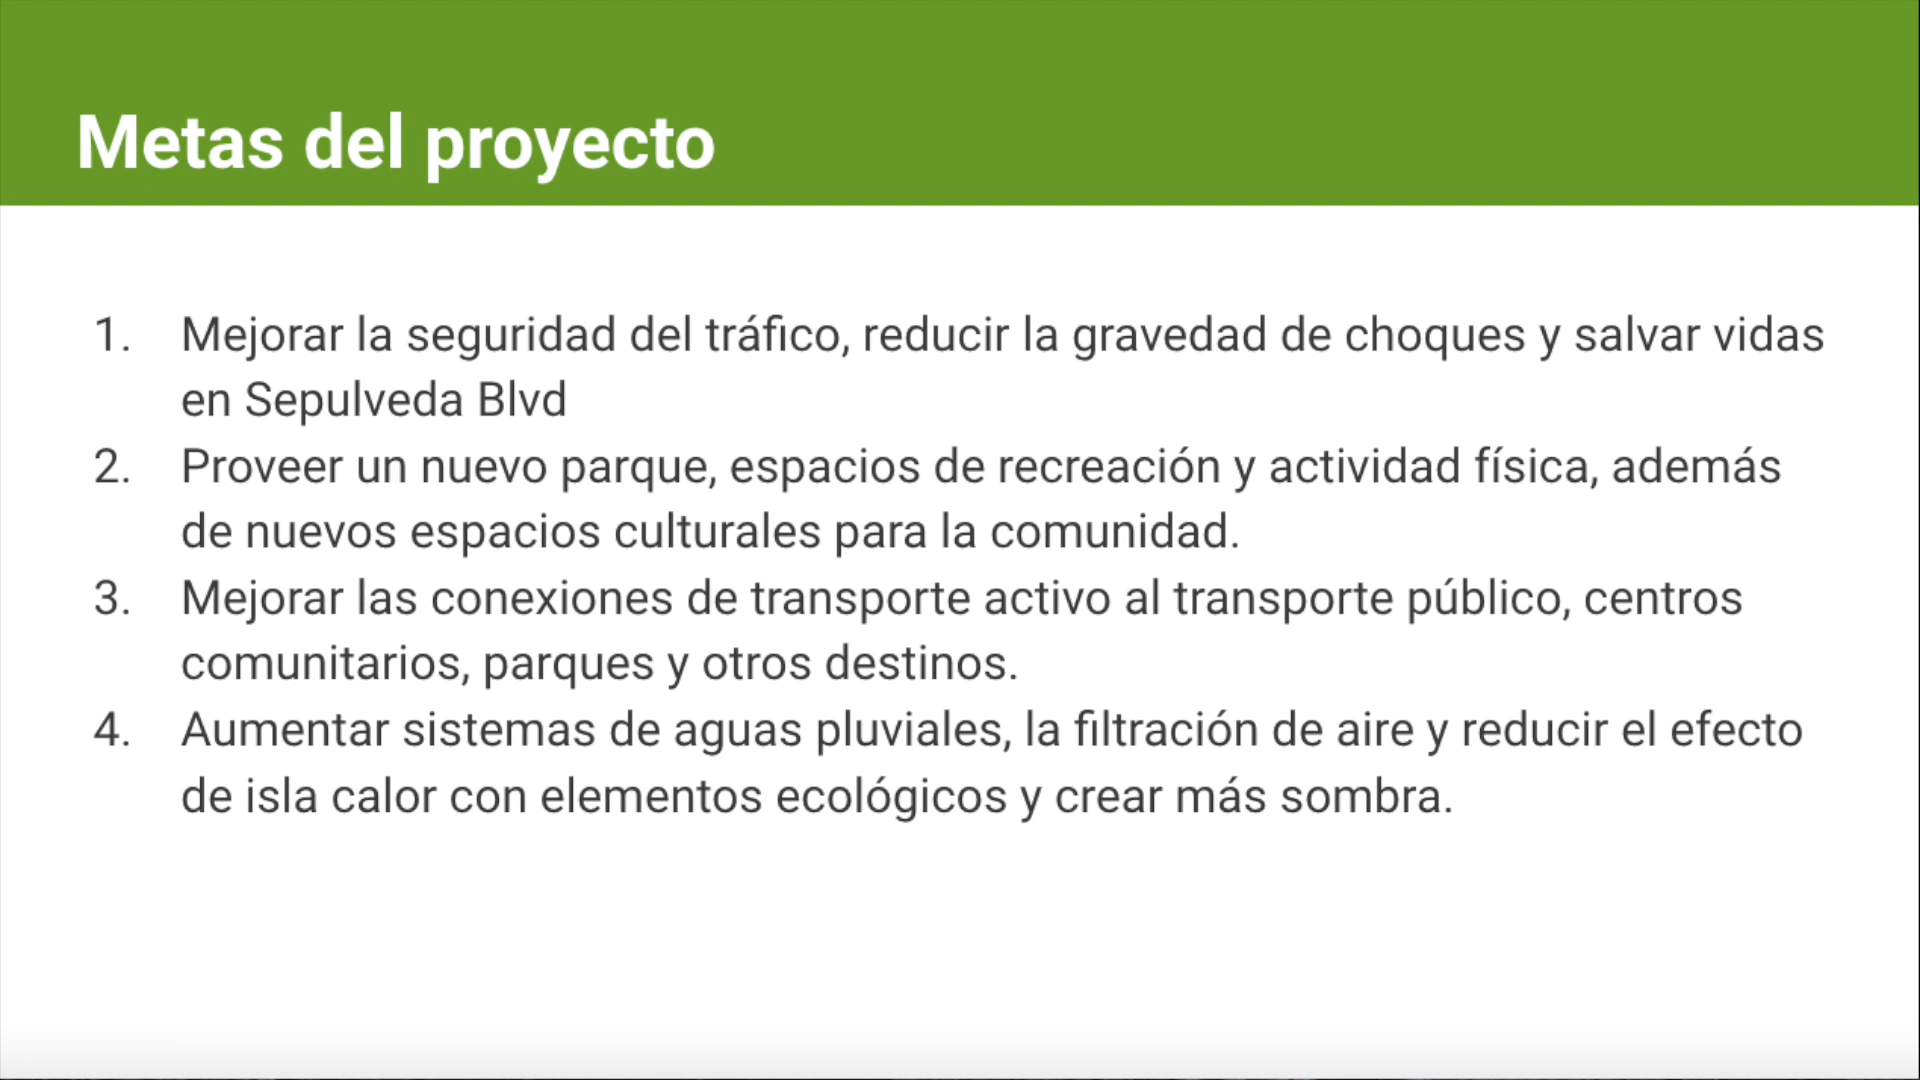 Metas del proyecto
1. Mejorar la seguridad del tráfico, reducir la gravedad de choques y salvar vidas
en Sepulveda Blvd
2. Proveer un nuevo parque, espacios de recreación y actividad física, además
de nuevos espacios culturales para la comunidad.
3. Mejorar las conexiones de transporte activo al transporte público, centros
comunitarios, parques y otros destinos.
4. Aumentar sistemas de aguas pluviales, la filtración de aire y reducir el efecto
de isla calor con elementos ecológicos y crear más sombra.